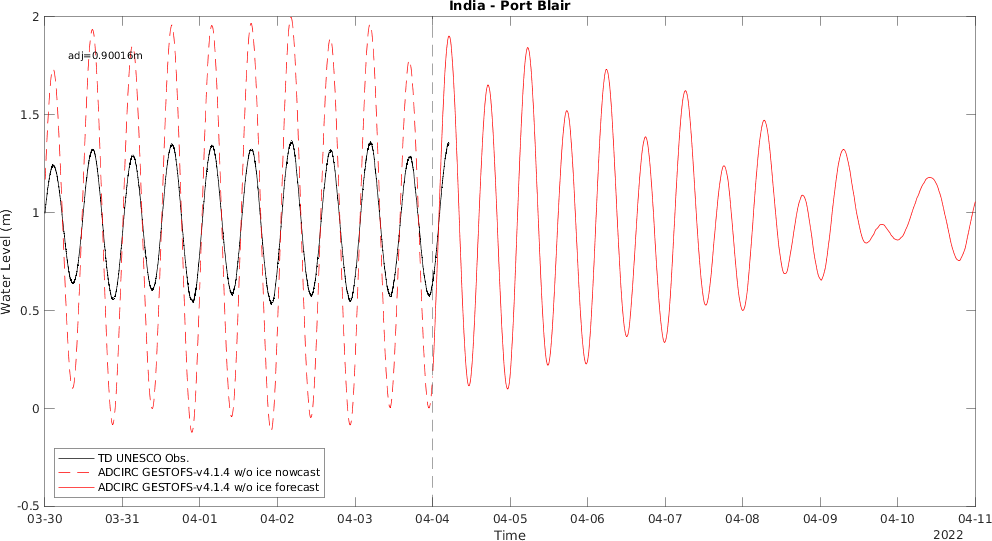 India - Port Blair
2
adj=0.90016m
1.5
1
0.5
0
-0.5
Water Level (m)
TD UNESCO Obs.
ADCIRC GESTOFS-v4.1.4 w/o ice nowcast
ADCIRC GESTOFS-v4.1.4 w/o ice forecast
03-30 03-31 04-01 04-02 04-03 04-04 04-05 04-06 04-07 04-08 04-09 04-10 04-11
Time
2022